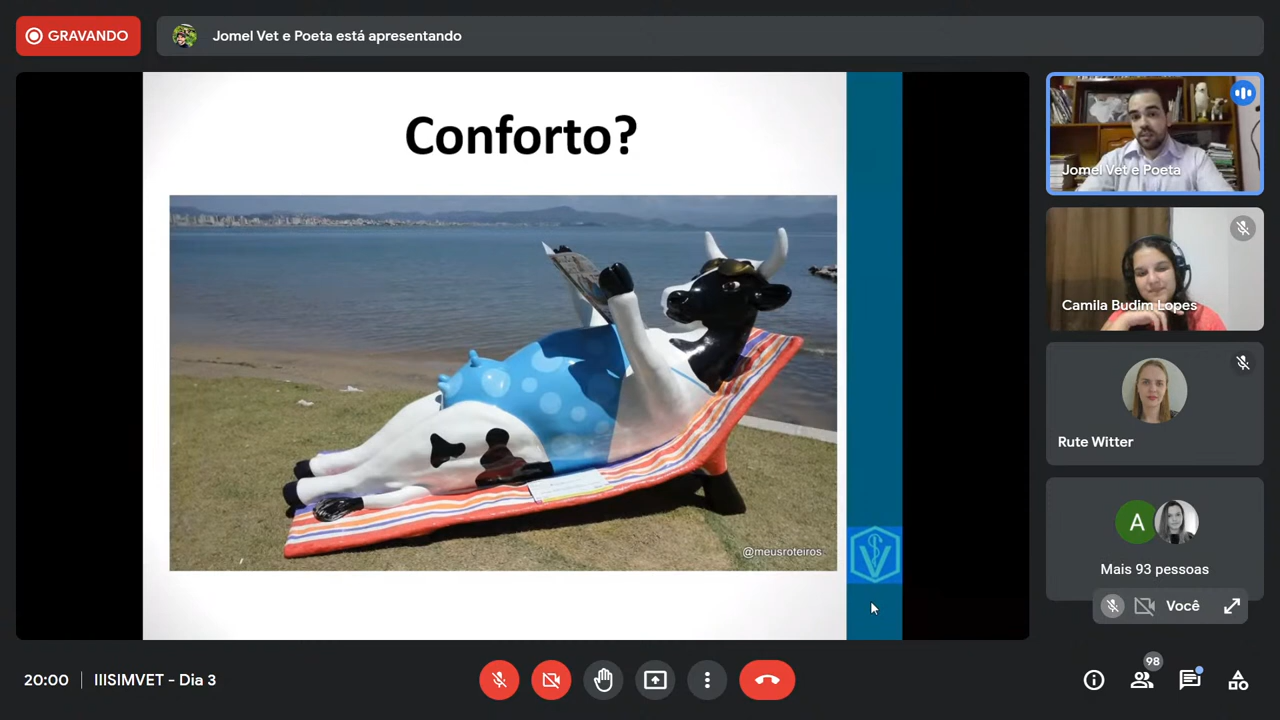 GRAVANDO
Jomel Vet e Poeta está apresentando
Conforto?
@meusroteiros
V
Jomel Vet e Poeta
Camila Budim Lopes
Rute Witter
A
Mais 93 pessoas
Você
20:00 | IIISIMVET - Dia 3
98